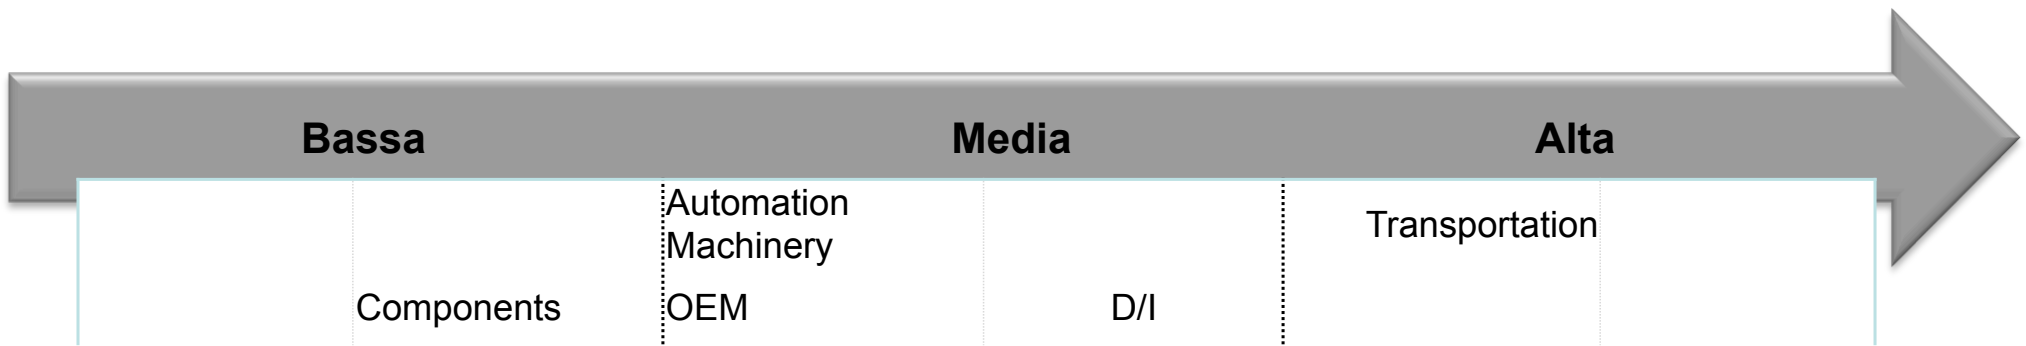 Bassa Media Alta
Automation
Machinery
Transportation
Components OEM D/I